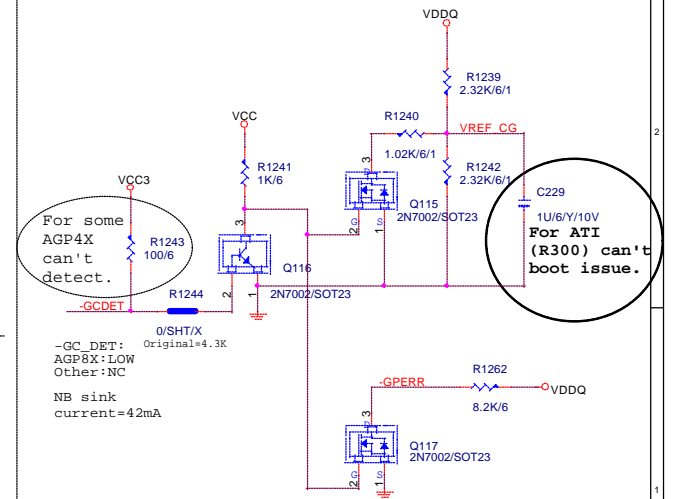 VDDQ
R1239
2.32K/6/1
R1240
VREF_CG
1.02K/6/1
R1242
2.32K/6/1
2
VCC
R1241
1K/6
3
D
Q115
2N7002/SOT23
G
S
2
1
C229
1U/6/Y/10V
For ATI
(R300) can't
boot issue.
VCC3
For some
AGP4X
can't
detect.
R1243
100/6
3
Q116
2N7002/SOT23
2
1
-GCDET
R1244
0/SHT/X
Original=4.3K
-GC_DET:
AGP8X:LOW
Other:NC
NB sink
current=42mA
-GPERR
R1262
8.2K/6
VDDQ
3
D
Q117
2N7002/SOT23
G
S
2
1
1